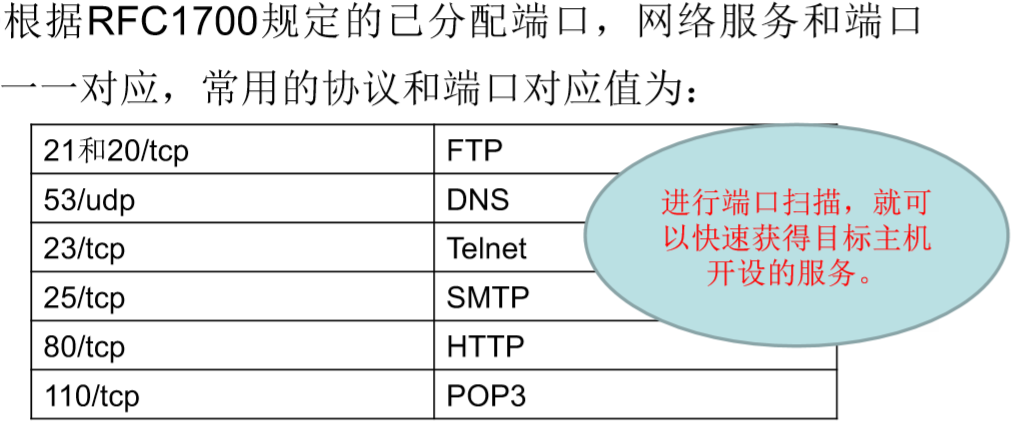 根据RFC1700规定的已分配端口，网络服务和端口
一一对应，常用的协议和端口对应值为：
21和20/tcp FTP
53/udp DNS
23/tcp Telnet
25/tcp SMTP
80/tcp HTTP
110/tcp POP3
进行端口扫描，就可
以快速获得目标主机
开设的服务。